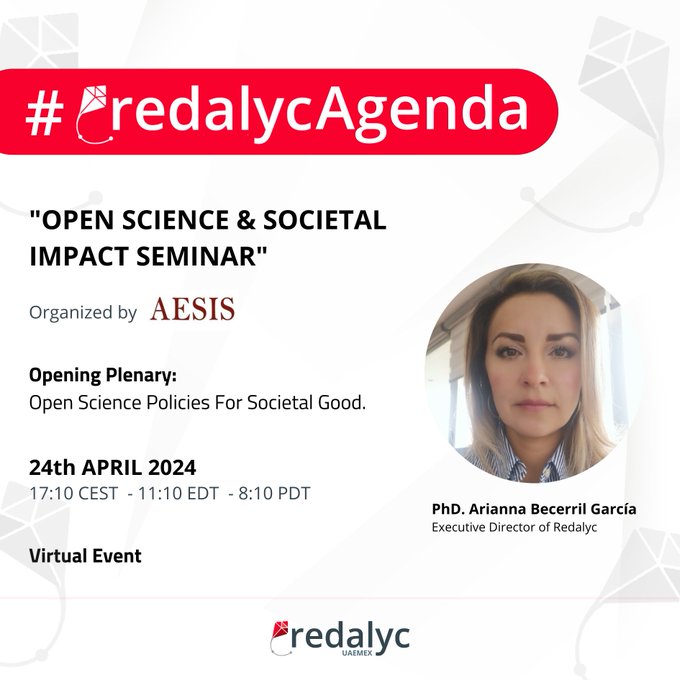 # redalycAgenda
"OPEN SCIENCE & SOCIETAL
IMPACT SEMINAR"
Organized by AESIS
Opening Plenary:
Open Science Policies For Societal Good.
24th APRIL 2024
17:10 CEST - 11:10 EDT - 8:10 PDT
Virtual Event
PhD. Arianna Becerril García
Executive Director of Redalyc
redalyc
UAEMEX